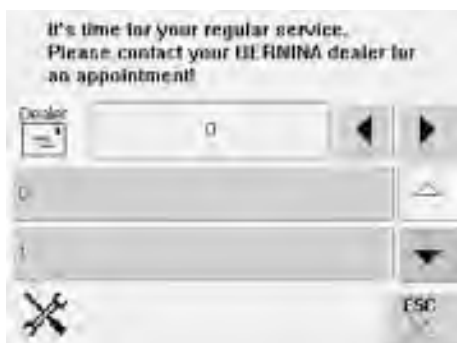 It's time for your regular service.
Please contact your BERNINA dealer for
an appointment!
Dealer
0
0
1
ESC